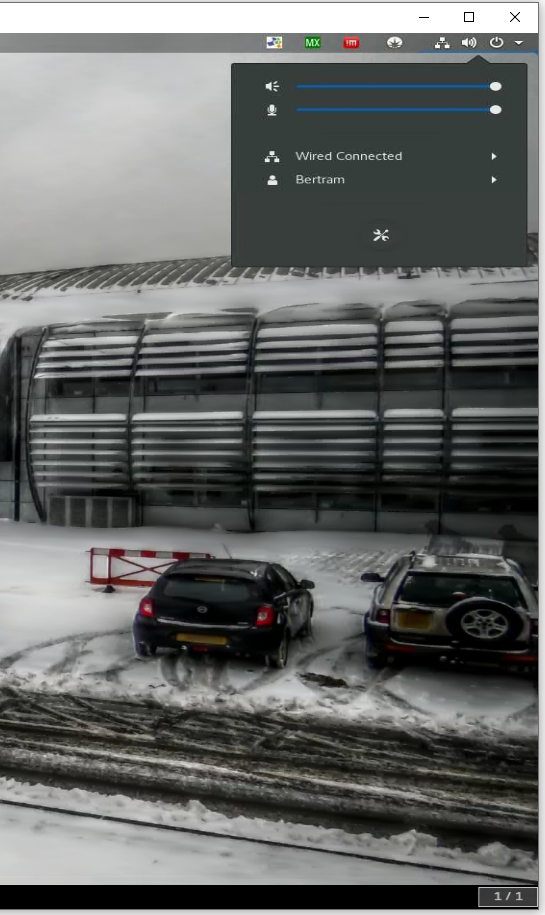 MX
Wired Connected
Bertram
1 / 1